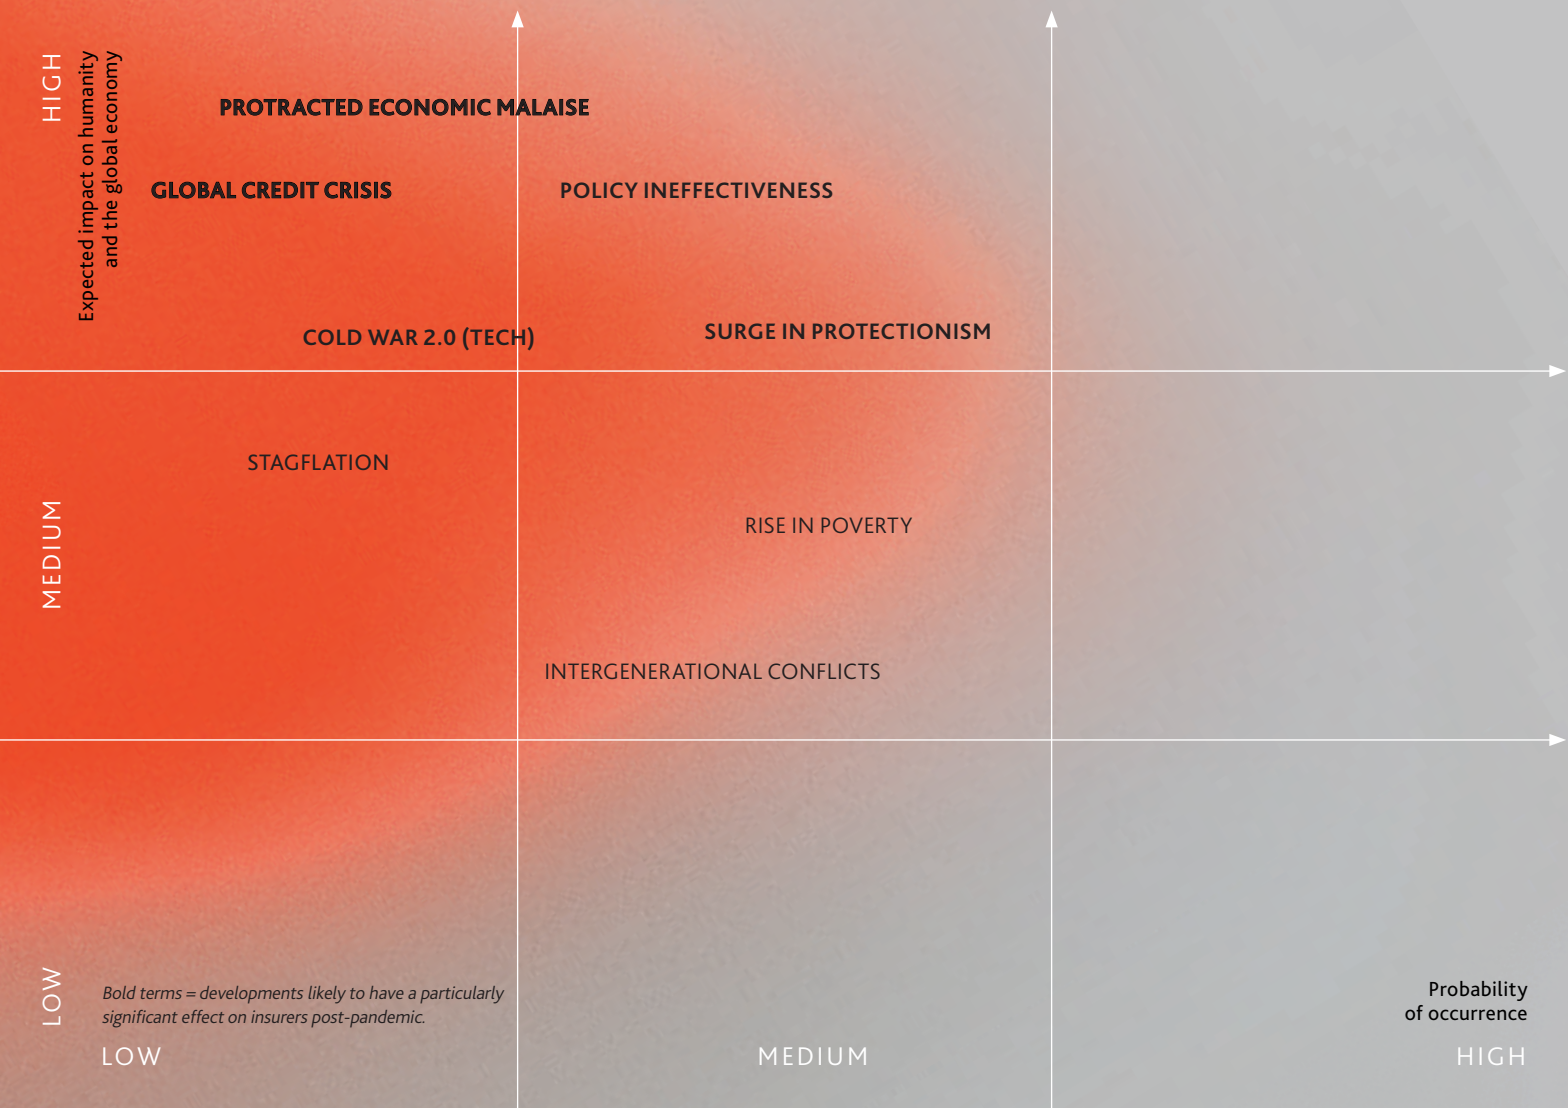 HIGH
Expected impact on humanity
and the global economy
PROTRACTED ECONOMIC MALAISE
GLOBAL CREDIT CRISIS
POLICY INEFFECTIVENESS
COLD WAR 2.0 (TECH)
SURGE IN PROTECTIONISM
STAGFLATION
MEDIUM
RISE IN POVERTY
INTERGENERATIONAL CONFLICTS
LOW
Bold terms = developments likely to have a particularly
significant effect on insurers post-pandemic.
Probability
of occurrence
LOW
MEDIUM
HIGH